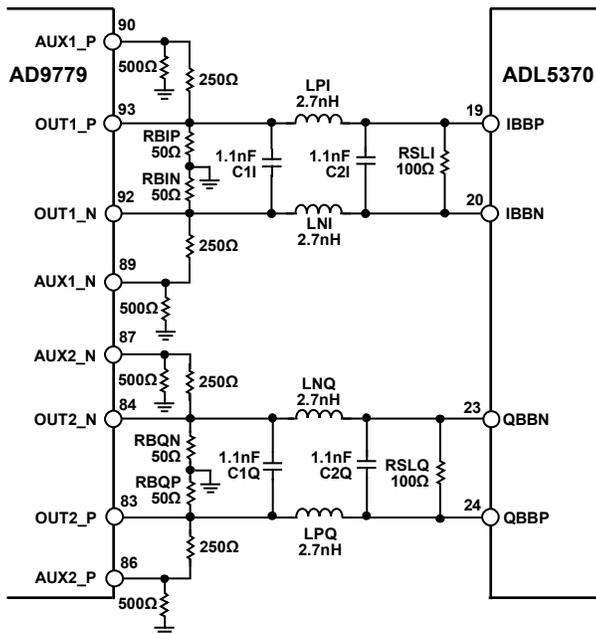 90
AUX1_P
AD9779
ADL5370
500Ω
250Ω
LPI
2.7nH
93
19
OUT1_P
IBBP
RBIP
50Ω
1.1nF
C1I
1.1nF
C2I
RSLI
100Ω
RBIN
50Ω
92
20
OUT1_N
IBBN
LNI
2.7nH
250Ω
89
AUX1_N
500Ω
87
AUX2_N
500Ω
250Ω
LNQ
2.7nH
84
23
OUT2_N
QBBN
RBQN
50Ω
1.1nF
C1Q
1.1nF
C2Q
RSLQ
100Ω
RBQP
50Ω
83
24
OUT2_P
QBBP
LPQ
2.7nH
250Ω
86
AUX2_P
500Ω